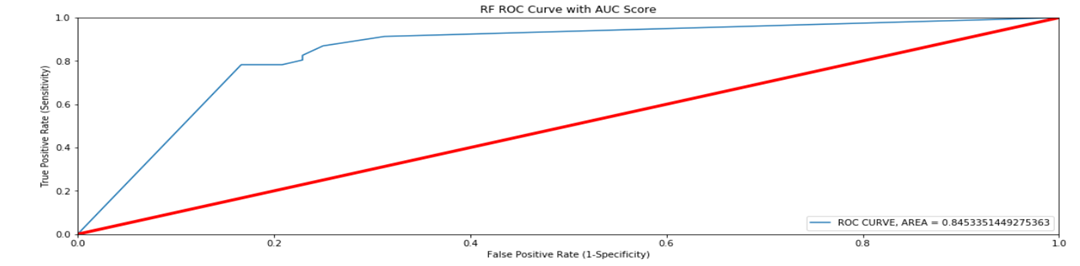 RF ROC Curve with AUC Score
1.0
0.8
0.6
0.4
0.2
0.0
True Positive Rate (Sensitivity)
ROC CURVE, AREA = 0.8453351449275363
0.0 0.2 0.4 0.6 0.8 1.0
False Positive Rate (1-Specificity)